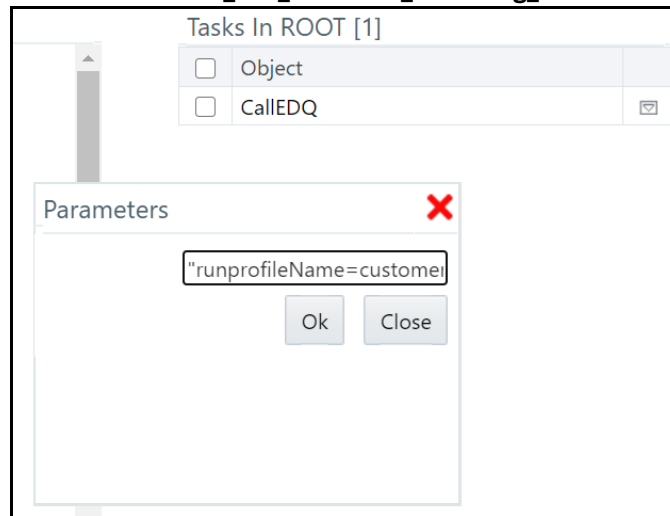 Tasks In ROOT [1]
Object
CallEDQ
Parameters
"runprofileName=customer
Ok
Close